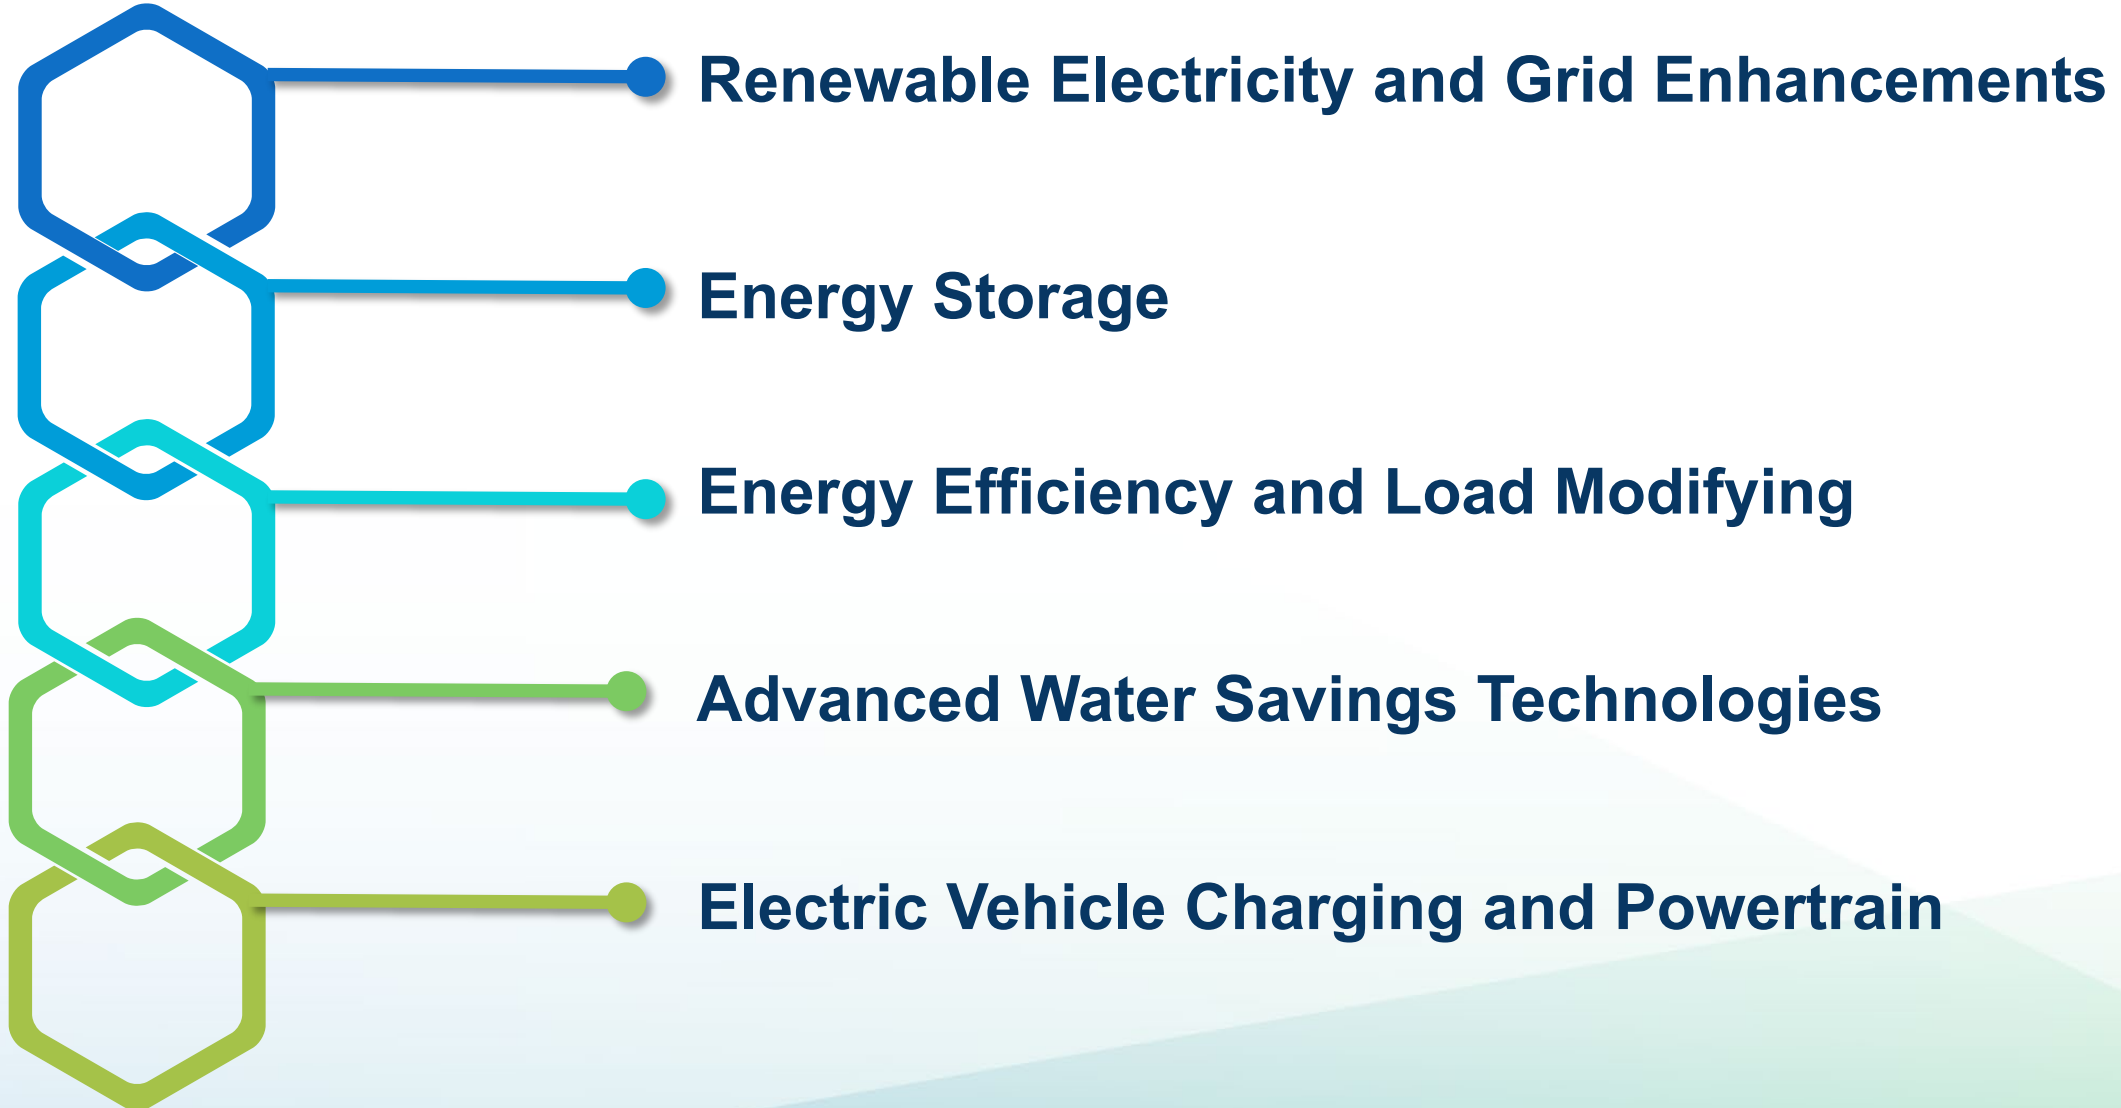 Renewable Electricity and Grid Enhancements
Energy Storage
Energy Efficiency and Load Modifying
Advanced Water Savings Technologies
Electric Vehicle Charging and Powertrain